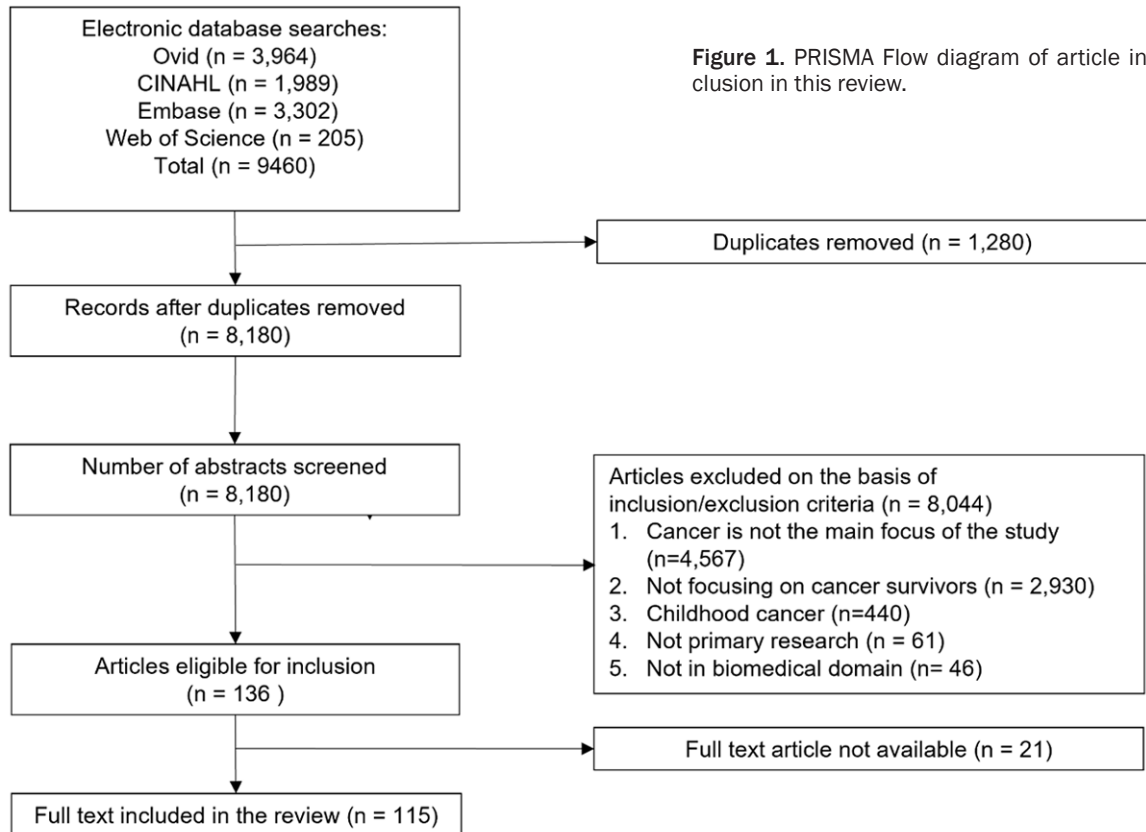 Electronic database searches:
Ovid (n = 3,964)
CINAHL (n = 1,989)
Embase (n = 3,302)
Web of Science (n = 205)
Total (n = 9460)
Figure 1. PRISMA Flow diagram of article in
clusion in this review.
Duplicates removed (n = 1,280)
Records after duplicates removed
(n = 8,180)
Number of abstracts screened
(n = 8,180)
Articles excluded on the basis of
inclusion/exclusion criteria (n = 8,044)
1. Cancer is not the main focus of the study
(n=4,567)
2. Not focusing on cancer survivors (n = 2,930)
3. Childhood cancer (n=440)
4. Not primary research (n = 61)
5. Not in biomedical domain (n= 46)
Articles eligible for inclusion
(n = 136 )
Full text article not available (n = 21)
Full text included in the review (n = 115)